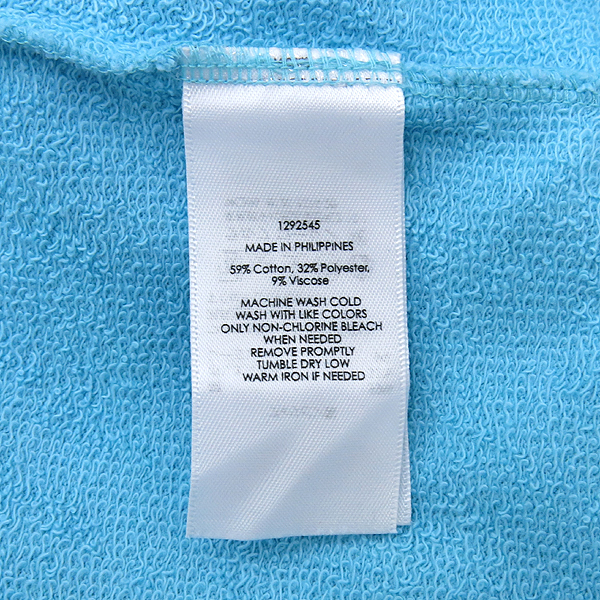 1292545
MADE IN PHILIPPINES
59% Cotton, 32% Polyester,
9% Viscose
MACHINE WASH COLD
WASH WITH LIKE COLORS
ONLY NON-CHLORINE BLEACH
WHEN NEEDED
REMOVE PROMPTLY
TUMBLE DRY LOW
WARM IRON IF NEEDED